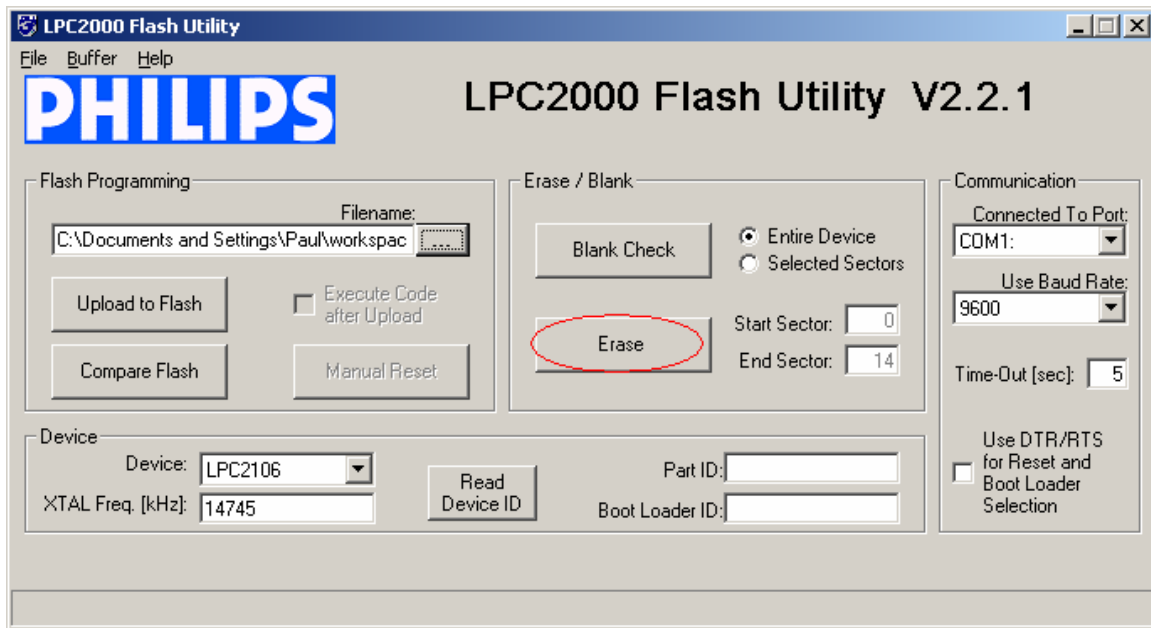 LPC2000 Flash Utility
File Buffer Help
PHILIPS
LPC2000 Flash Utility V2.2.1
Flash Programming
Filename:
C:\Documents and Settings\Paul\workspac
...
Upload to Flash
Execute Code
after Upload
Compare Flash
Manual Reset
Erase / Blank
Blank Check
Entire Device
Selected Sectors
Erase
Start Sector: 0
End Sector: 14
Communication
Connected To Port:
COM1:
Use Baud Rate:
9600
Time-Out [sec]: 5
Use DTR/RTS
for Reset and
Boot Loader
Selection
Device
Device: LPC2106
XTAL Freq. [kHz]: 14745
Read
Device ID
Part ID:
Boot Loader ID: